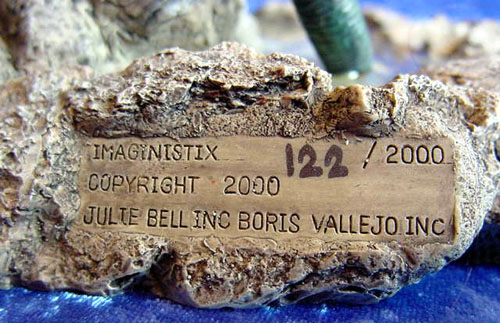 IMAGINISTIX 122 / 2000
COPYRIGHT 2000
JULIE BELL INC BORIS VALLEJO INC